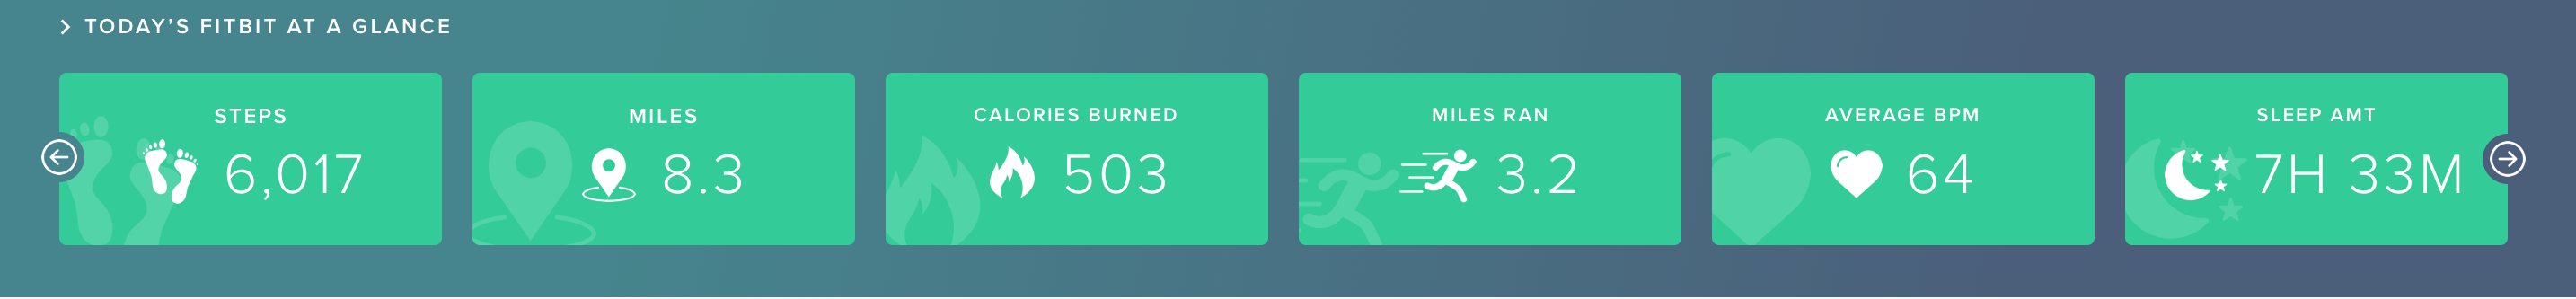 TODAY'S FITBIT AT A GLANCE
STEPS
6,017
MILES
8.3
CALORIES BURNED
503
MILES RAN
3.2
AVERAGE BPM
64
SLEEP AMT
7H 33M